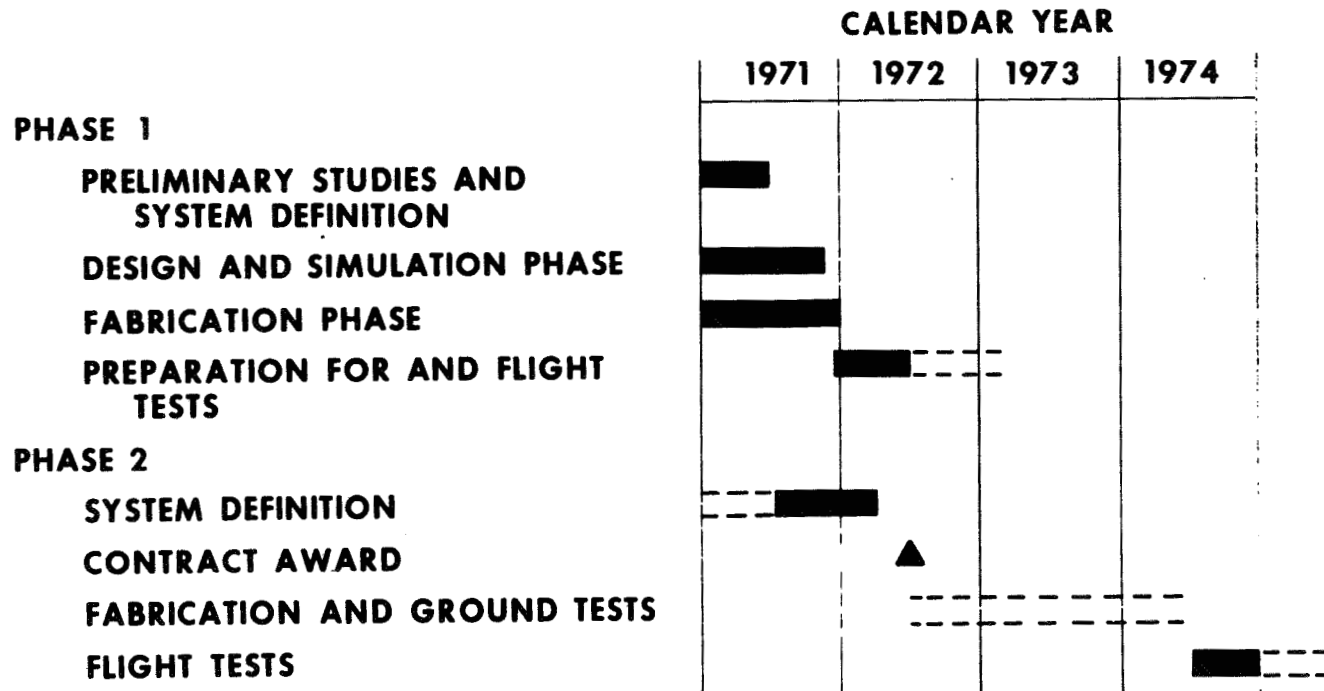 CALENDAR YEAR
1971 1972 1973 1974
PHASE 1
PRELIMINARY STUDIES AND
SYSTEM DEFINITION
DESIGN AND SIMULATION PHASE
FABRICATION PHASE
PREPARATION FOR AND FLIGHT
TESTS
PHASE 2
SYSTEM DEFINITION
CONTRACT AWARD
FABRICATION AND GROUND TESTS
FLIGHT TESTS